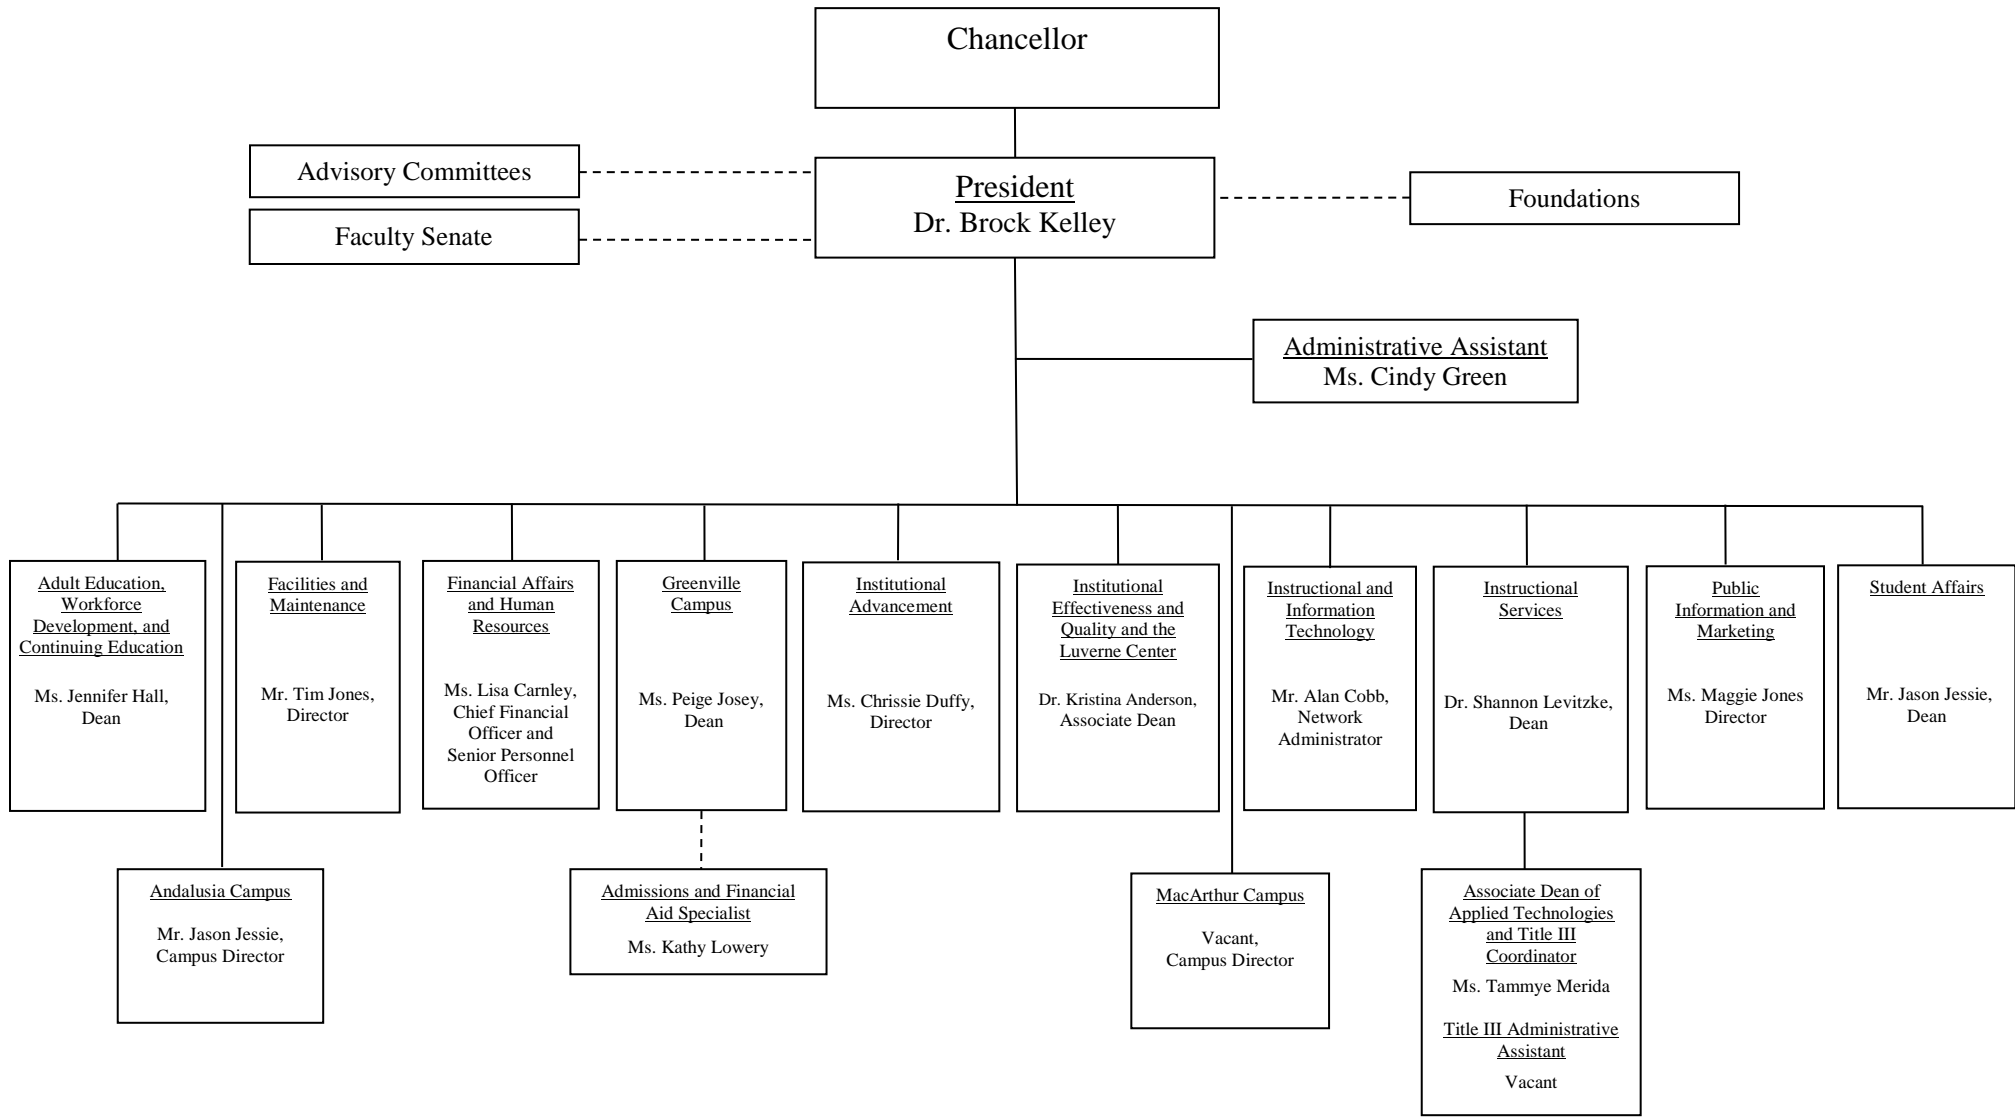 Chancellor
Advisory Committees
President
Dr. Brock Kelley
Foundations
Faculty Senate
Administrative Assistant
Ms. Cindy Green
Adult Education,
Workforce
Development, and
Continuing Education
Ms. Jennifer Hall,
Dean
Facilities and
Maintenance
Mr. Tim Jones,
Director
Financial Affairs
and Human
Resources
Ms. Lisa Carnley,
Chief Financial
Officer and
Senior Personnel
Officer
Greenville
Campus
Ms. Peige Josey,
Dean
Institutional
Advancement
Ms. Chrissie Duffy,
Director
Institutional
Effectiveness and
Quality and the
Luverne Center
Dr. Kristina Anderson,
Associate Dean
Instructional and
Information
Technology
Mr. Alan Cobb,
Network
Administrator
Instructional
Services
Dr. Shannon Levitzke,
Dean
Public
Information and
Marketing
Ms. Maggie Jones
Director
Student Affairs
Mr. Jason Jessie,
Dean
Andalusia Campus
Mr. Jason Jessie,
Campus Director
Admissions and Financial
Aid Specialist
Ms. Kathy Lowery
MacArthur Campus
Vacant,
Campus Director
Associate Dean of
Applied Technologies
and Title III
Coordinator
Ms. Tammye Merida
Title III Administrative
Assistant
Vacant